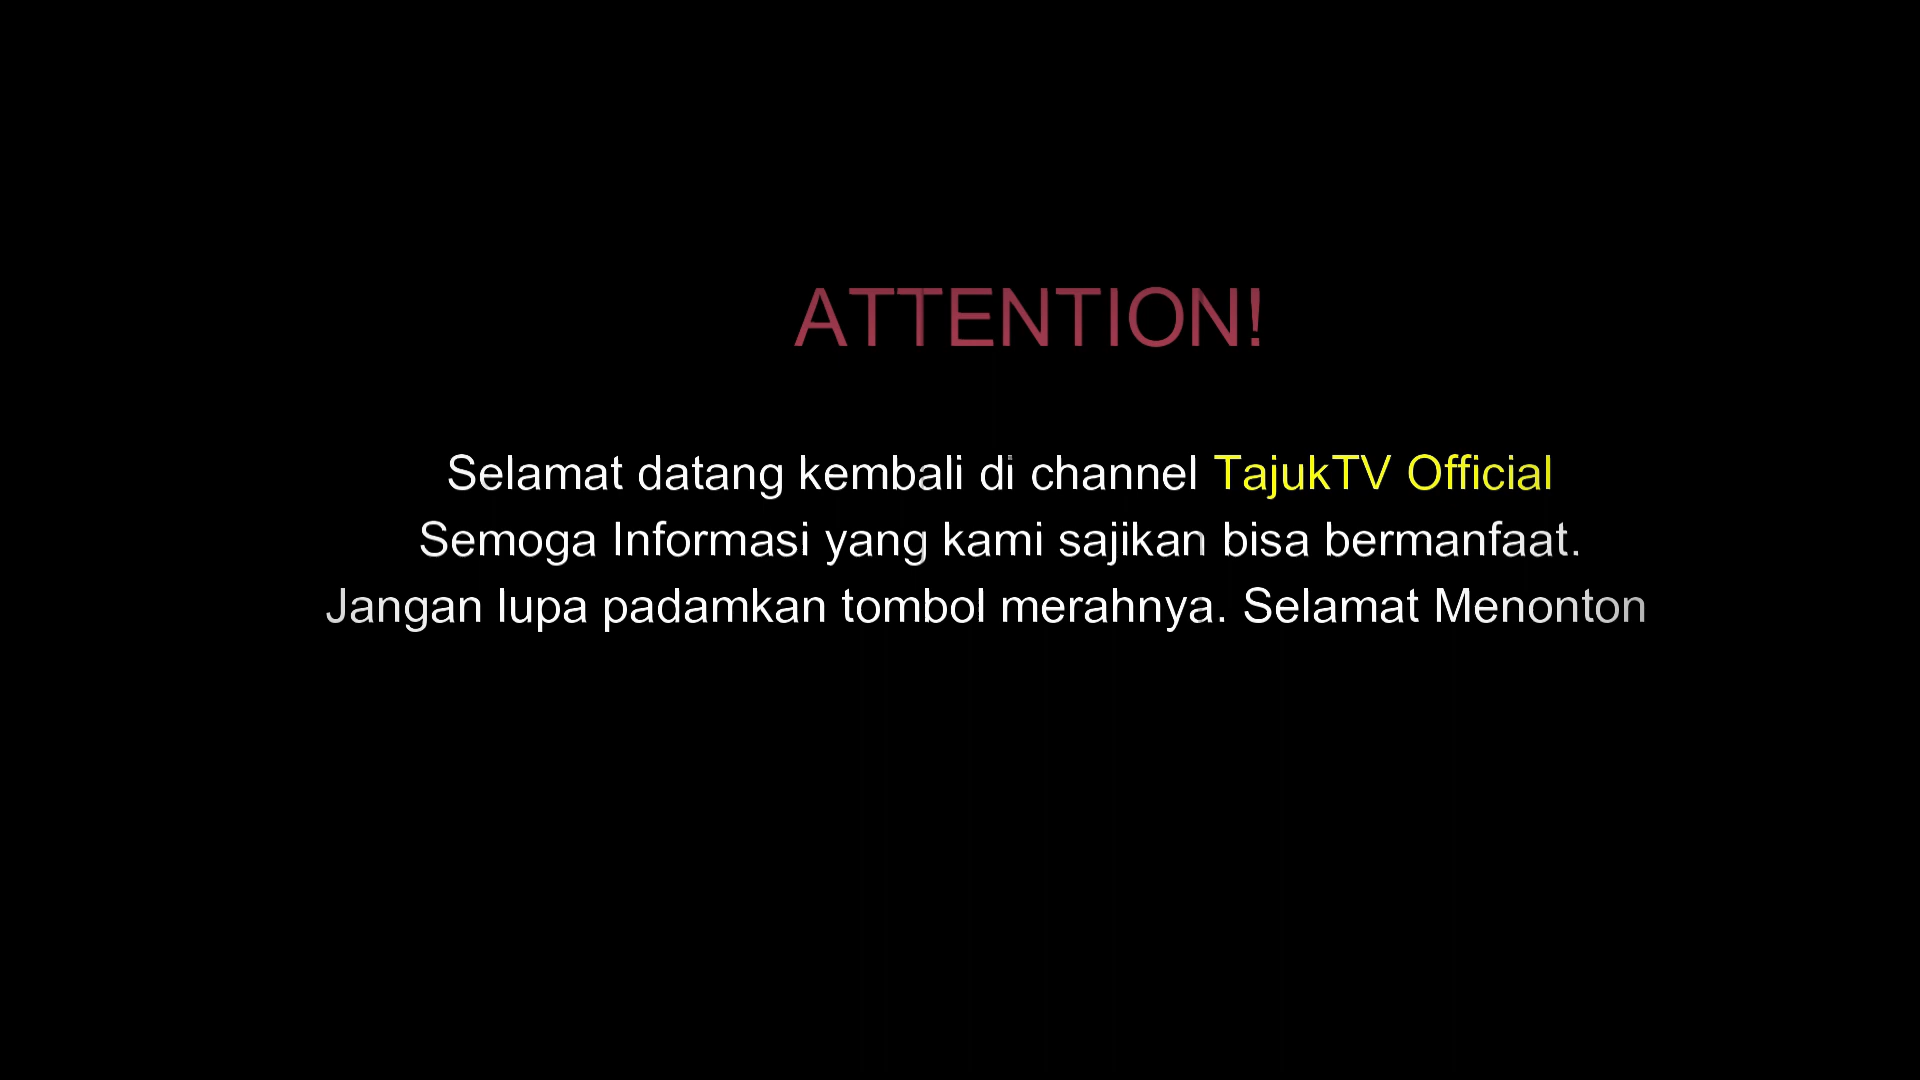 ATTENTION!
Selamat datang kembali di channel TajukTV Official
Semoga Informasi yang kami sajikan bisa bermanfaat.
Jangan lupa padamkan tombol merahnya. Selamat Menonton